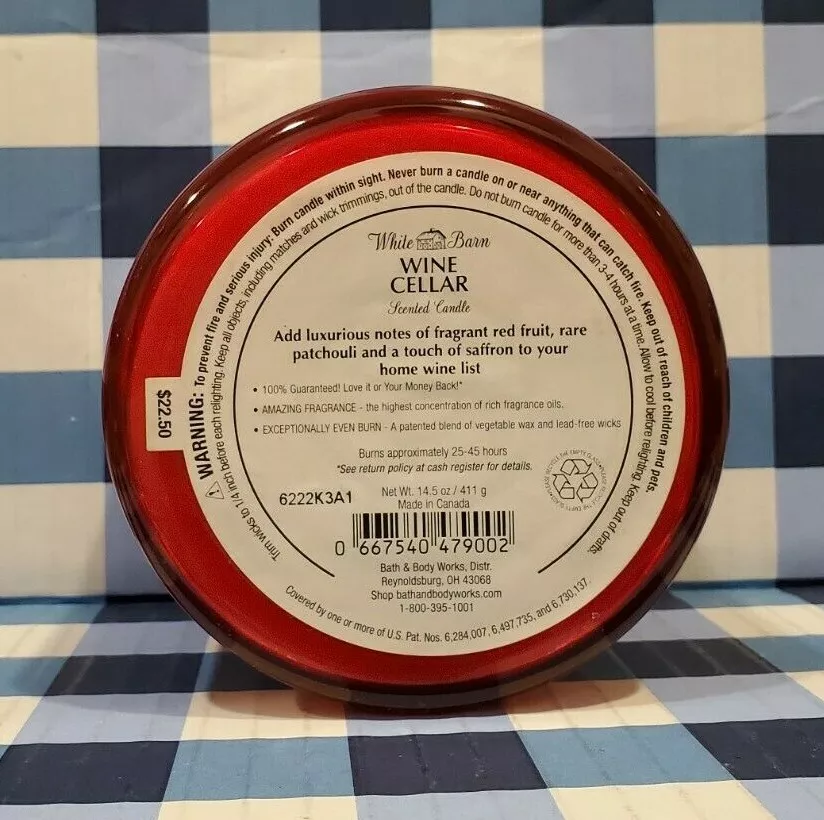 White Barn
WINE
CELLAR
Scented Candle
Add luxurious notes of fragrant red fruit, rare
patchouli and a touch of saffron to your
home wine list
• 100% Guaranteed! Love it or Your Money Back!*
• AMAZING FRAGRANCE - the highest concentration of rich fragrance oils.
• EXCEPTIONALLY EVEN BURN - A patented blend of vegetable wax and lead-free wicks
Burns approximately 25-45 hours
*See return policy at cash register for details.
6222K3A1
Net Wt. 14.5 oz / 411 g
Made in Canada
0 667540 479002
Bath & Body Works, Distr.
Reynoldsburg, OH 43068
Shop bathandbodyworks.com
1-800-395-1001
$22.50
WARNING: To prevent fire and serious injury: Burn candle within sight. Never burn a candle on or near anything that can catch fire. Keep out of reach of children and pets.
Trim wicks to 1/4 inch before each relighting. Keep all objects, including matches and wick trimmings, out of the candle. Do not burn candle for more than 3-4 hours at a time. Allow to cool before relighting. Keep out of drafts.
Covered by one or more of U.S. Pat. Nos. 6,284,007, 6,497,735, and 6,730,137.
RECYCLE THE EMPTY GLASSWARE